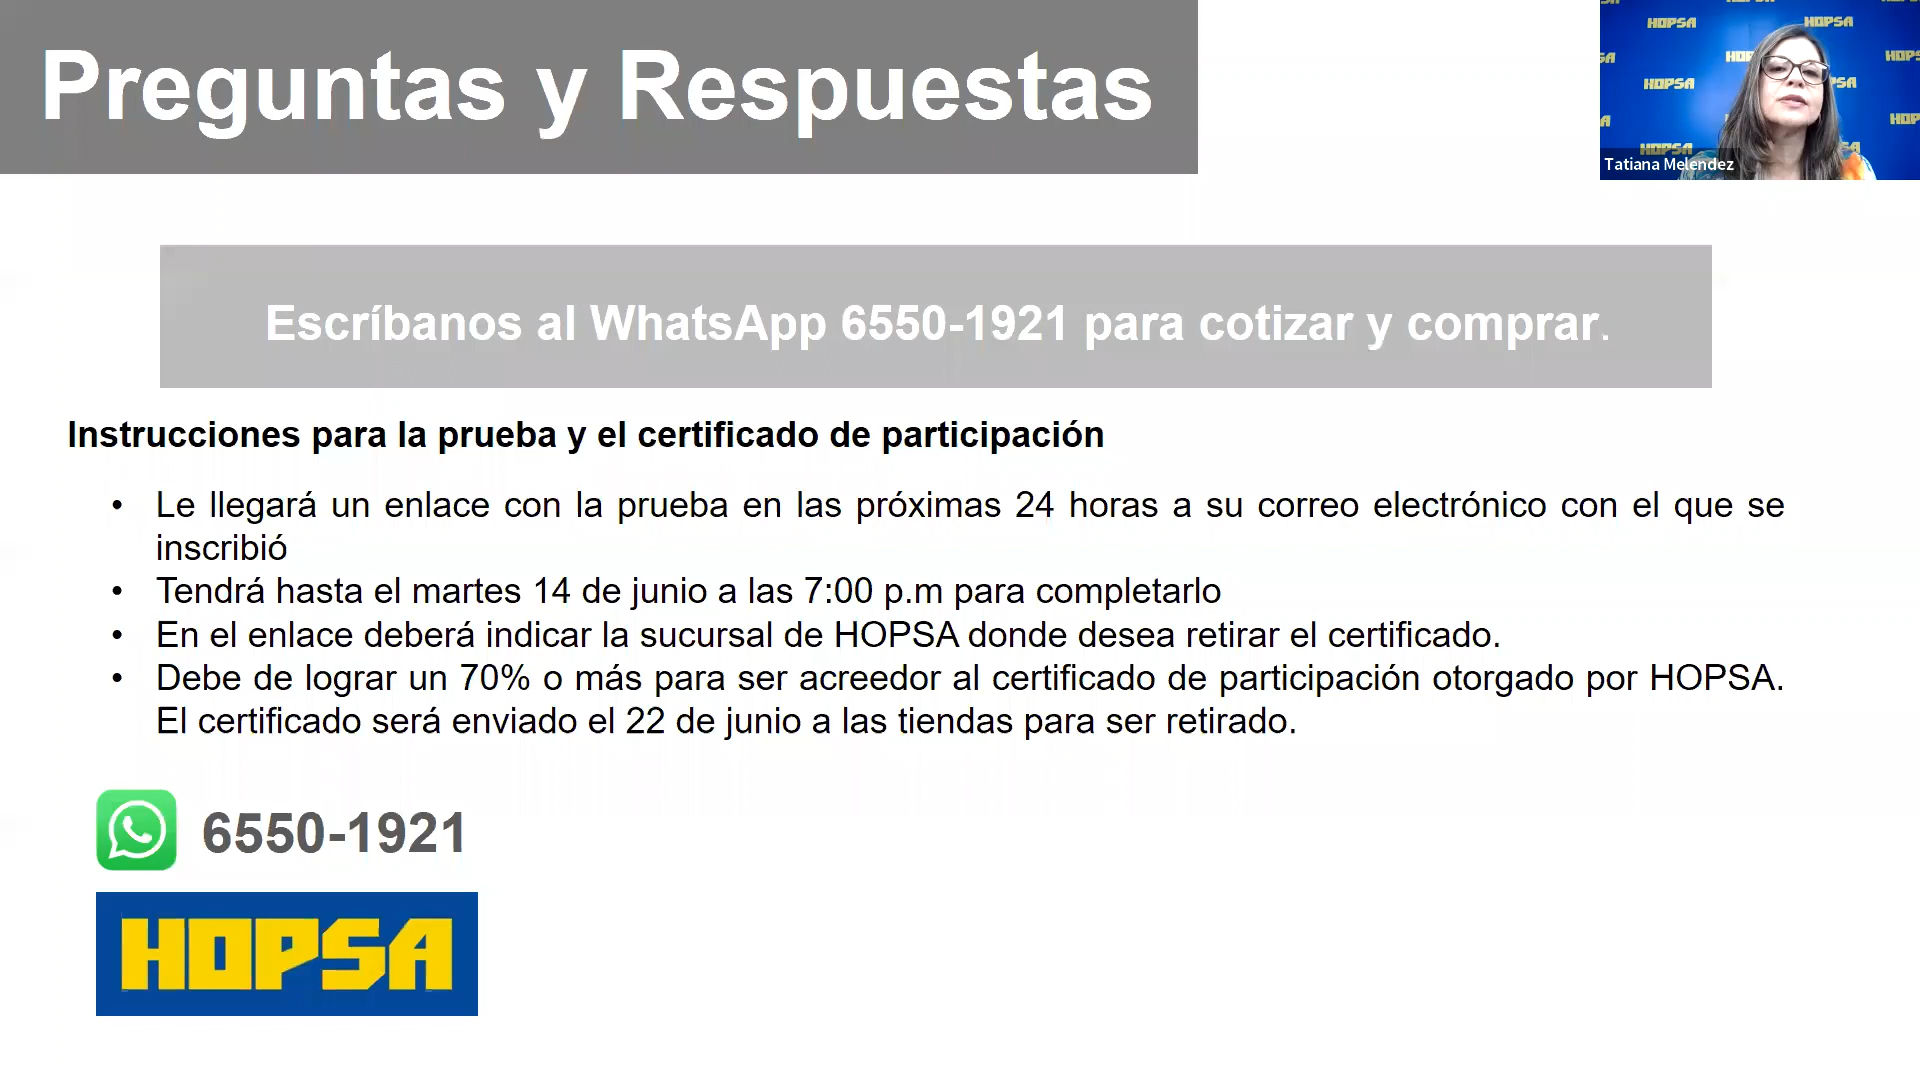 Preguntas y Respuestas
HOPSA HOPSA
HOPSA
Tatiana Melendez
Escríbanos al WhatsApp 6550-1921 para cotizar y comprar.
Instrucciones para la prueba y el certificado de participación
• Le llegará un enlace con la prueba en las próximas 24 horas a su correo electrónico con el que se
inscribió
• Tendrá hasta el martes 14 de junio a las 7:00 p.m para completarlo
• En el enlace deberá indicar la sucursal de HOPSA donde desea retirar el certificado.
• Debe de lograr un 70% o más para ser acreedor al certificado de participación otorgado por HOPSA.
El certificado será enviado el 22 de junio a las tiendas para ser retirado.
6550-1921
HOPSA